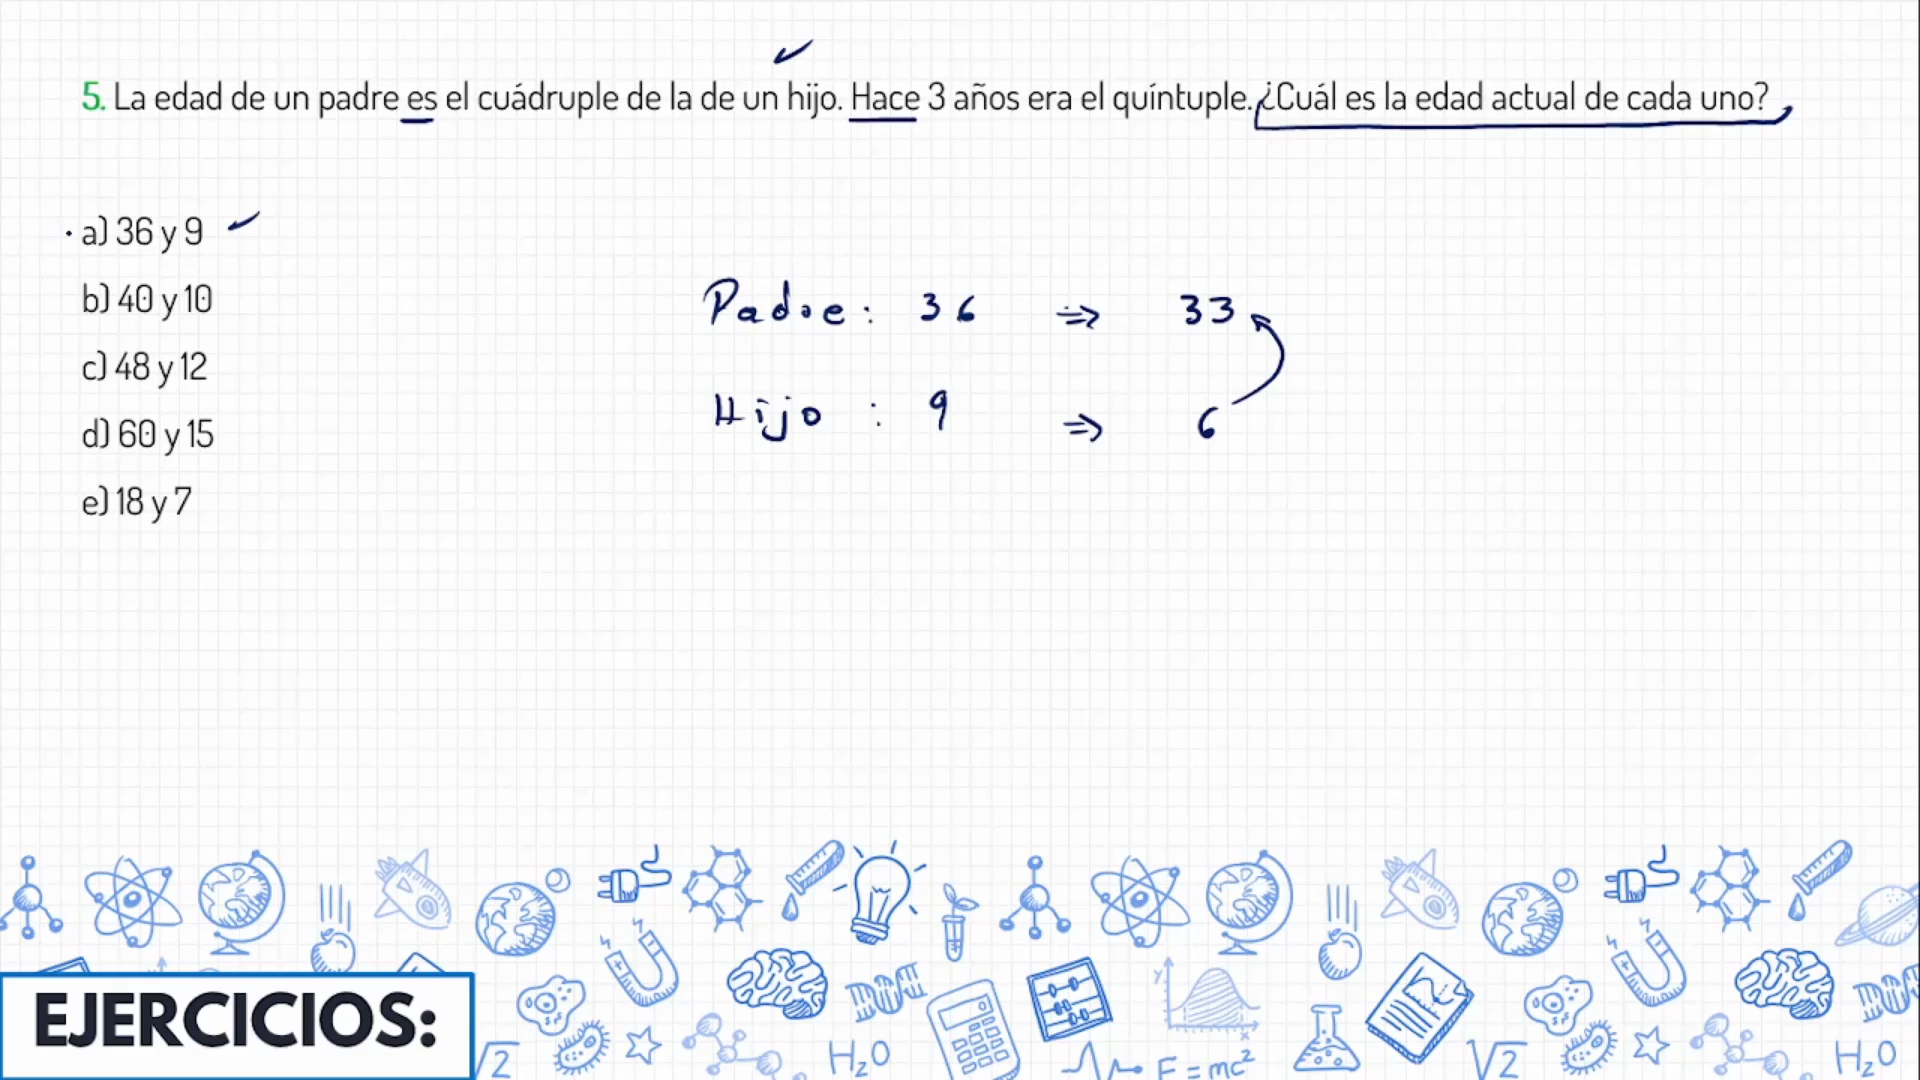 5. La edad de un padre es el cuádruple de la de un hijo. Hace 3 años era el quíntuple. ¿Cuál es la edad actual de cada uno?
a) 36 y 9
b) 40 y 10
c) 48 y 12
d) 60 y 15
e) 18 y 7
Padre: 36 ⇒ 33
Hijo : 9 ⇒ 6
EJERCICIOS:
√2
H₂O
F=mc²
y
x
√2
H₂O